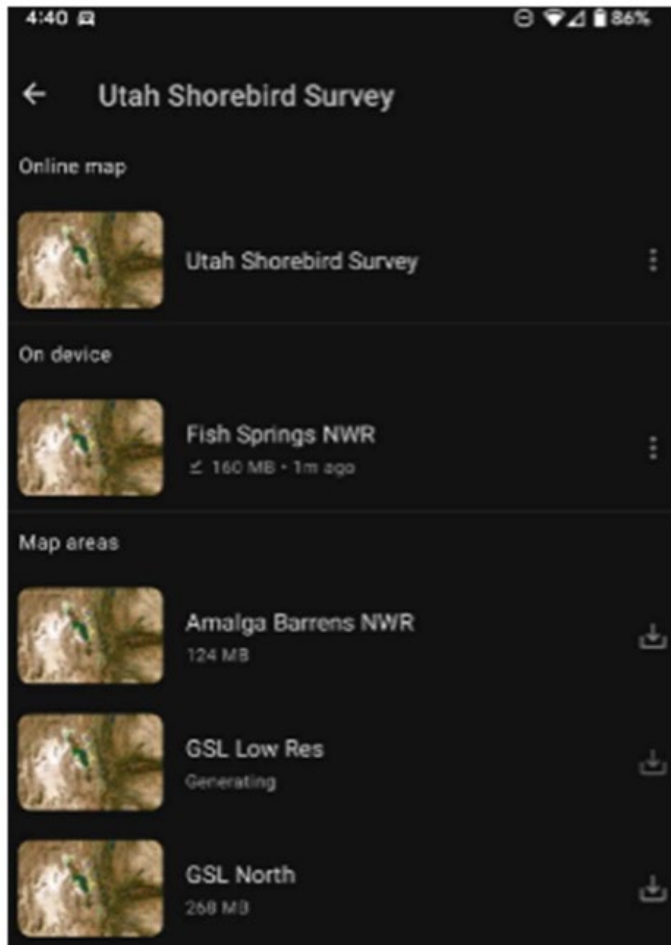 4:40 86%
Utah Shorebird Survey
Online map
Utah Shorebird Survey
On device
Fish Springs NWR
160 MB • 1m ago
Map areas
Amalga Barrens NWR
124 MB
GSL Low Res
Generating
GSL North
268 MB